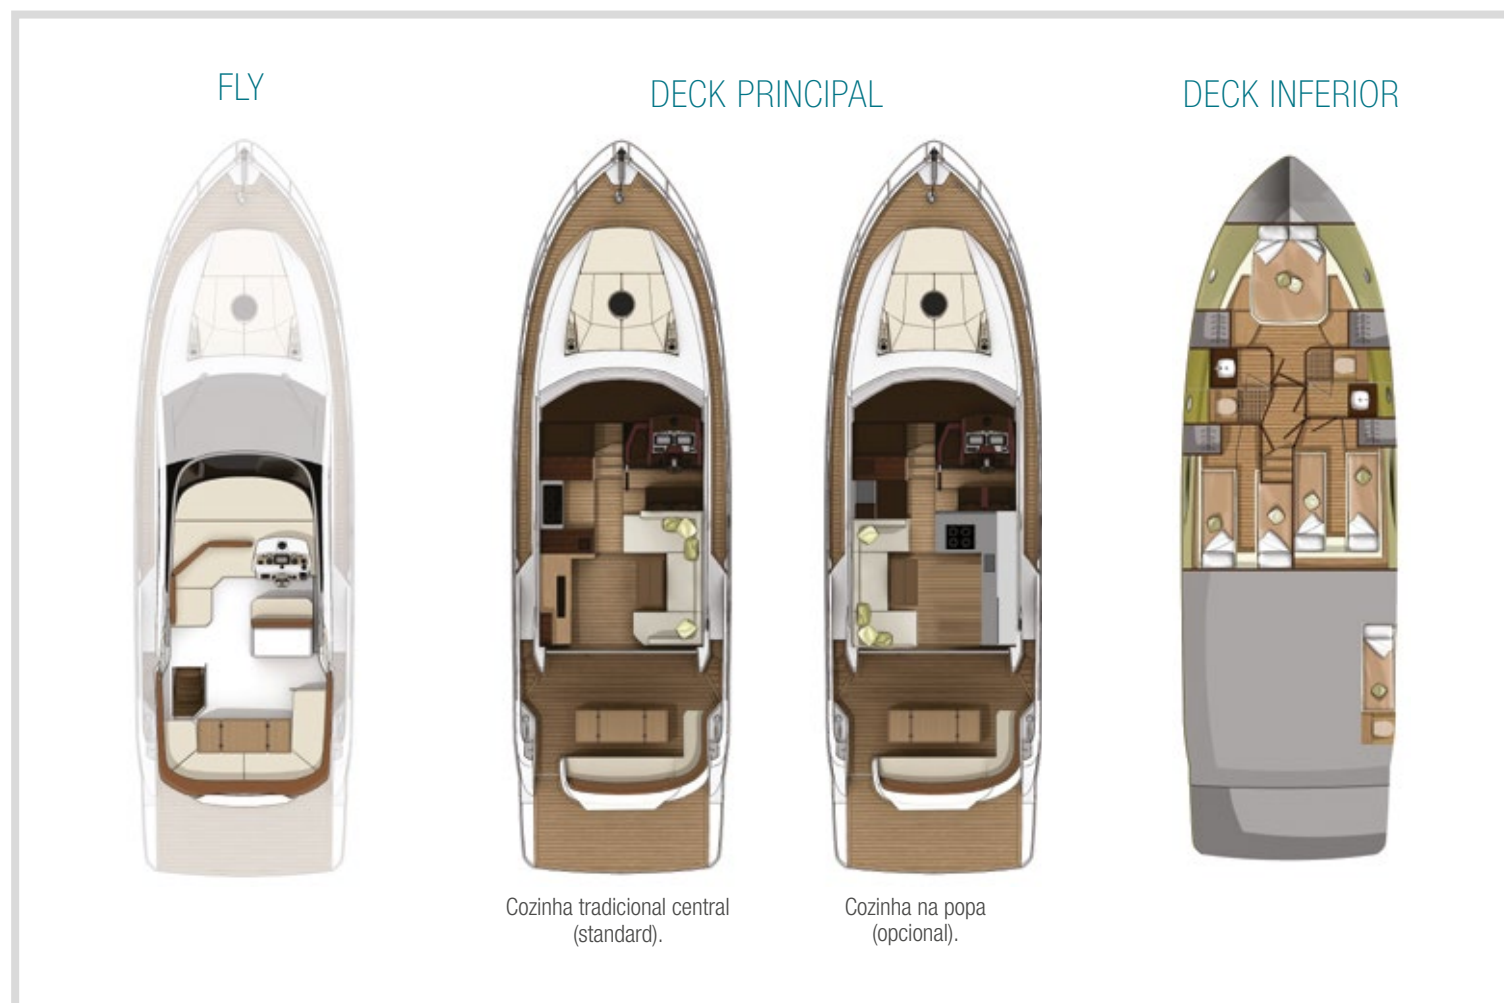 FLY
DECK PRINCIPAL
DECK INFERIOR
Cozinha tradicional central
(standard).
Cozinha na popa
(opcional).